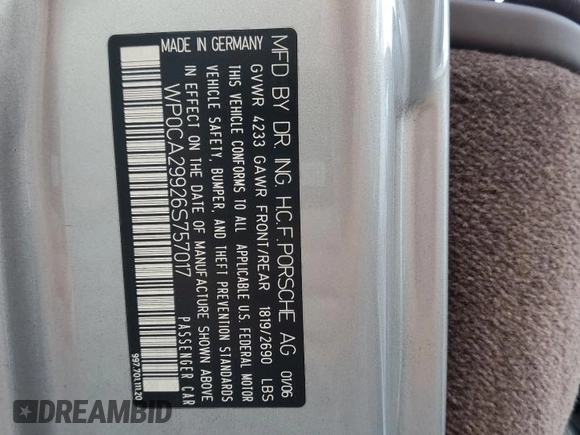 MFD BY DR. ING. H.C.F. PORSCHE AG 01/06
GVWR 4233 GAWR FRONT/REAR 1819/2690 LBS
THIS VEHICLE CONFORMS TO ALL APPLICABLE U.S. FEDERAL MOTOR
VEHICLE SAFETY, BUMPER, AND THEFT PREVENTION STANDARDS
IN EFFECT ON THE DATE OF MANUFACTURE SHOWN ABOVE
WP0CA29926S757017 PASSENGER CAR
MADE IN GERMANY 997.701.111.20
DREAMBID